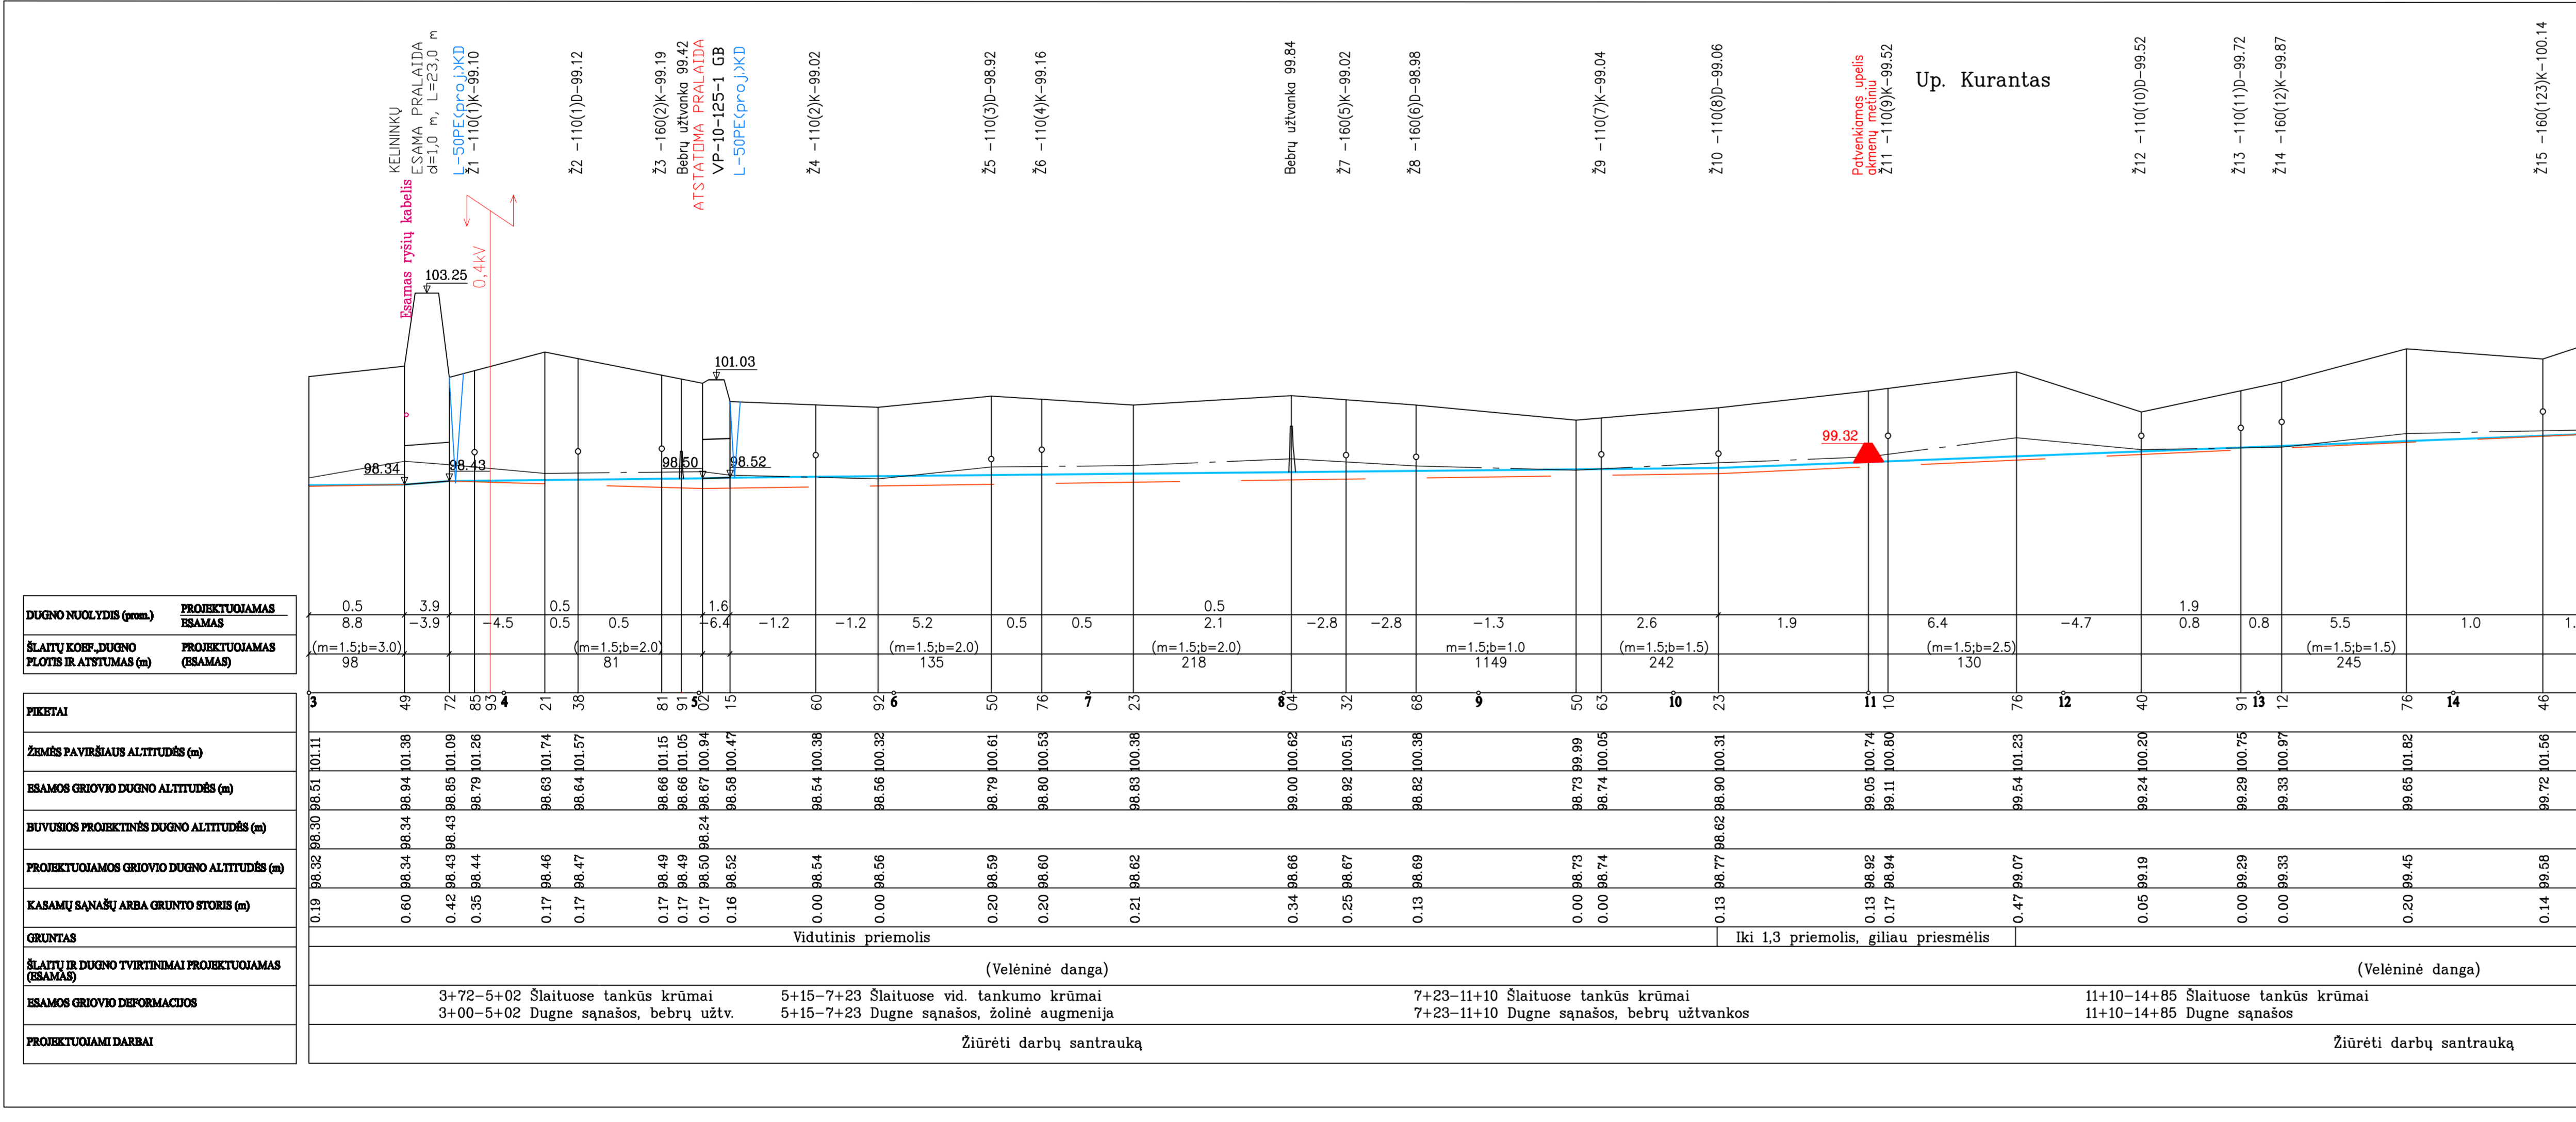 KELININKŲ
ESAMA PRALAIDA
d=1,0 m, L=23,0 m
L-50PE(proj.)KD
Ž1 -110(1)K-99.10
Ž2 -110(1)D-99.12
Ž3 -160(2)K-99.19
Bebrų užtvanka 99.42
ATSTATOMA PRALAIDA
VP-10-125-1 GB
L-50PE(proj.)KD
Ž4 -110(2)K-99.02
Ž5 -110(3)D-98.92
Ž6 -110(4)K-99.16
Bebrų užtvanka 99.84
Ž7 -160(5)K-99.02
Ž8 -160(6)D-98.98
Ž9 -110(7)K-99.04
Ž10 -110(8)D-99.06
Patvenkiamas upelis
akmenų metiniu
Ž11 -110(9)K-99.52
Up. Kurantas
Ž12 -110(10)D-99.52
Ž13 -110(11)D-99.72
Ž14 -160(12)K-99.87
Ž15 -160(123)K-100.14
Esamas ryšių kabelis
0,4kV
103.25
101.03
99.32
98.34
98.43
98.50
98.52
DUGNO NUOLYDIS (prom.) PROJEKTUOJAMAS
ESAMAS
0.5 3.9 0.5 1.6 0.5 1.9
8.8 -3.9 -4.5 0.5 0.5 -6.4 -1.2 -1.2 5.2 0.5 0.5 2.1 -2.8 -2.8 -1.3 2.6 1.9 6.4 -4.7 0.8 0.8 5.5 1.0 1.
ŠLAITŲ KOEF.,DUGNO PROJEKTUOJAMAS
PLOTIS IR ATSTUMAS (m) (ESAMAS)
(m=1.5;b=3.0) (m=1.5;b=2.0) (m=1.5;b=2.0) (m=1.5;b=2.0) m=1.5;b=1.0 (m=1.5;b=1.5) (m=1.5;b=2.5) (m=1.5;b=1.5)
98 81 135 218 1149 242 130 245
PIKETAI
3 49 72 85 93 4 21 38 81 91 5 02 15 60 92 6 50 76 7 23 8 04 32 68 9 50 63 10 23 11 10 76 12 40 91 13 12 76 14 46
ŽEMĖS PAVIRŠIAUS ALTITUDĖS (m)
101.11 101.38 101.09 101.26 101.74 101.57 101.15 101.05 100.94 100.47 100.38 100.32 100.61 100.53 100.38 100.62 100.51 100.38 99.99 100.05 100.31 100.74 100.80 101.23 100.20 100.75 100.97 101.82 101.56
ESAMOS GRIOVIO DUGNO ALTITUDĖS (m)
98.51 98.94 98.85 98.79 98.63 98.64 98.66 98.66 98.67 98.58 98.54 98.56 98.79 98.80 98.83 99.00 98.92 98.82 98.73 98.74 98.90 99.05 99.11 99.54 99.24 99.29 99.33 99.65 99.72
BUVUSIOS PROJEKTINĖS DUGNO ALTITUDĖS (m)
98.30 98.34 98.43 98.24 98.62
PROJEKTUOJAMOS GRIOVIO DUGNO ALTITUDĖS (m)
98.32 98.34 98.43 98.44 98.46 98.47 98.49 98.49 98.50 98.52 98.54 98.56 98.59 98.60 98.62 98.66 98.67 98.69 98.73 98.74 98.77 98.92 98.94 99.07 99.19 99.29 99.33 99.45 99.58
KASAMŲ SĄNAŠŲ ARBA GRUNTO STORIS (m)
0.19 0.60 0.42 0.35 0.17 0.17 0.17 0.17 0.17 0.16 0.00 0.00 0.20 0.20 0.21 0.34 0.25 0.13 0.00 0.00 0.13 0.13 0.17 0.47 0.05 0.00 0.00 0.20 0.14
GRUNTAS
Vidutinis priemolis Iki 1,3 priemolis, giliau priesmėlis
ŠLAITŲ IR DUGNO TVIRTINIMAI PROJEKTUOJAMAS
(ESAMAS)
(Velėninė danga) (Velėninė danga)
ESAMOS GRIOVIO DEFORMACIJOS
3+72-5+02 Šlaituose tankūs krūmai 5+15-7+23 Šlaituose vid. tankumo krūmai 7+23-11+10 Šlaituose tankūs krūmai 11+10-14+85 Šlaituose tankūs krūmai
3+00-5+02 Dugne sąnašos, bebrų užtv. 5+15-7+23 Dugne sąnašos, žolinė augmenija 7+23-11+10 Dugne sąnašos, bebrų užtvankos 11+10-14+85 Dugne sąnašos
PROJEKTUOJAMI DARBAI
Žiūrėti darbų santrauką Žiūrėti darbų santrauką